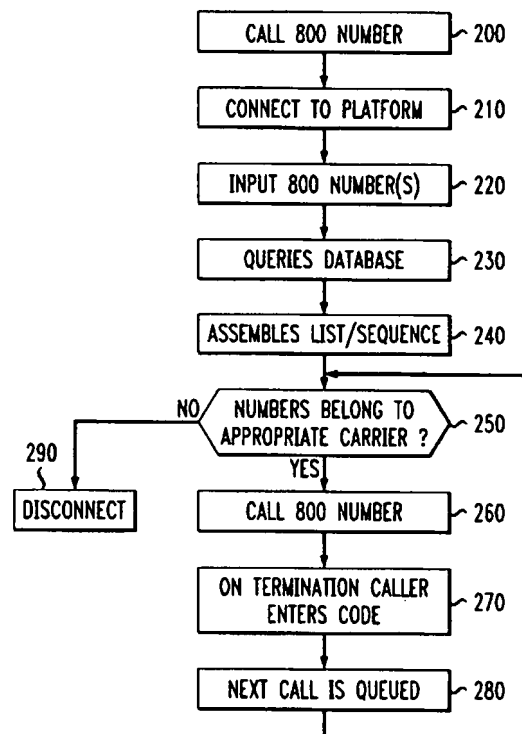 CALL 800 NUMBER 200
CONNECT TO PLATFORM 210
INPUT 800 NUMBER(S) 220
QUERIES DATABASE 230
ASSEMBLES LIST/SEQUENCE 240
NO
NUMBERS BELONG TO
APPROPRIATE CARRIER ? 250
290
YES
DISCONNECT
CALL 800 NUMBER 260
ON TERMINATION CALLER
ENTERS CODE 270
NEXT CALL IS QUEUED 280